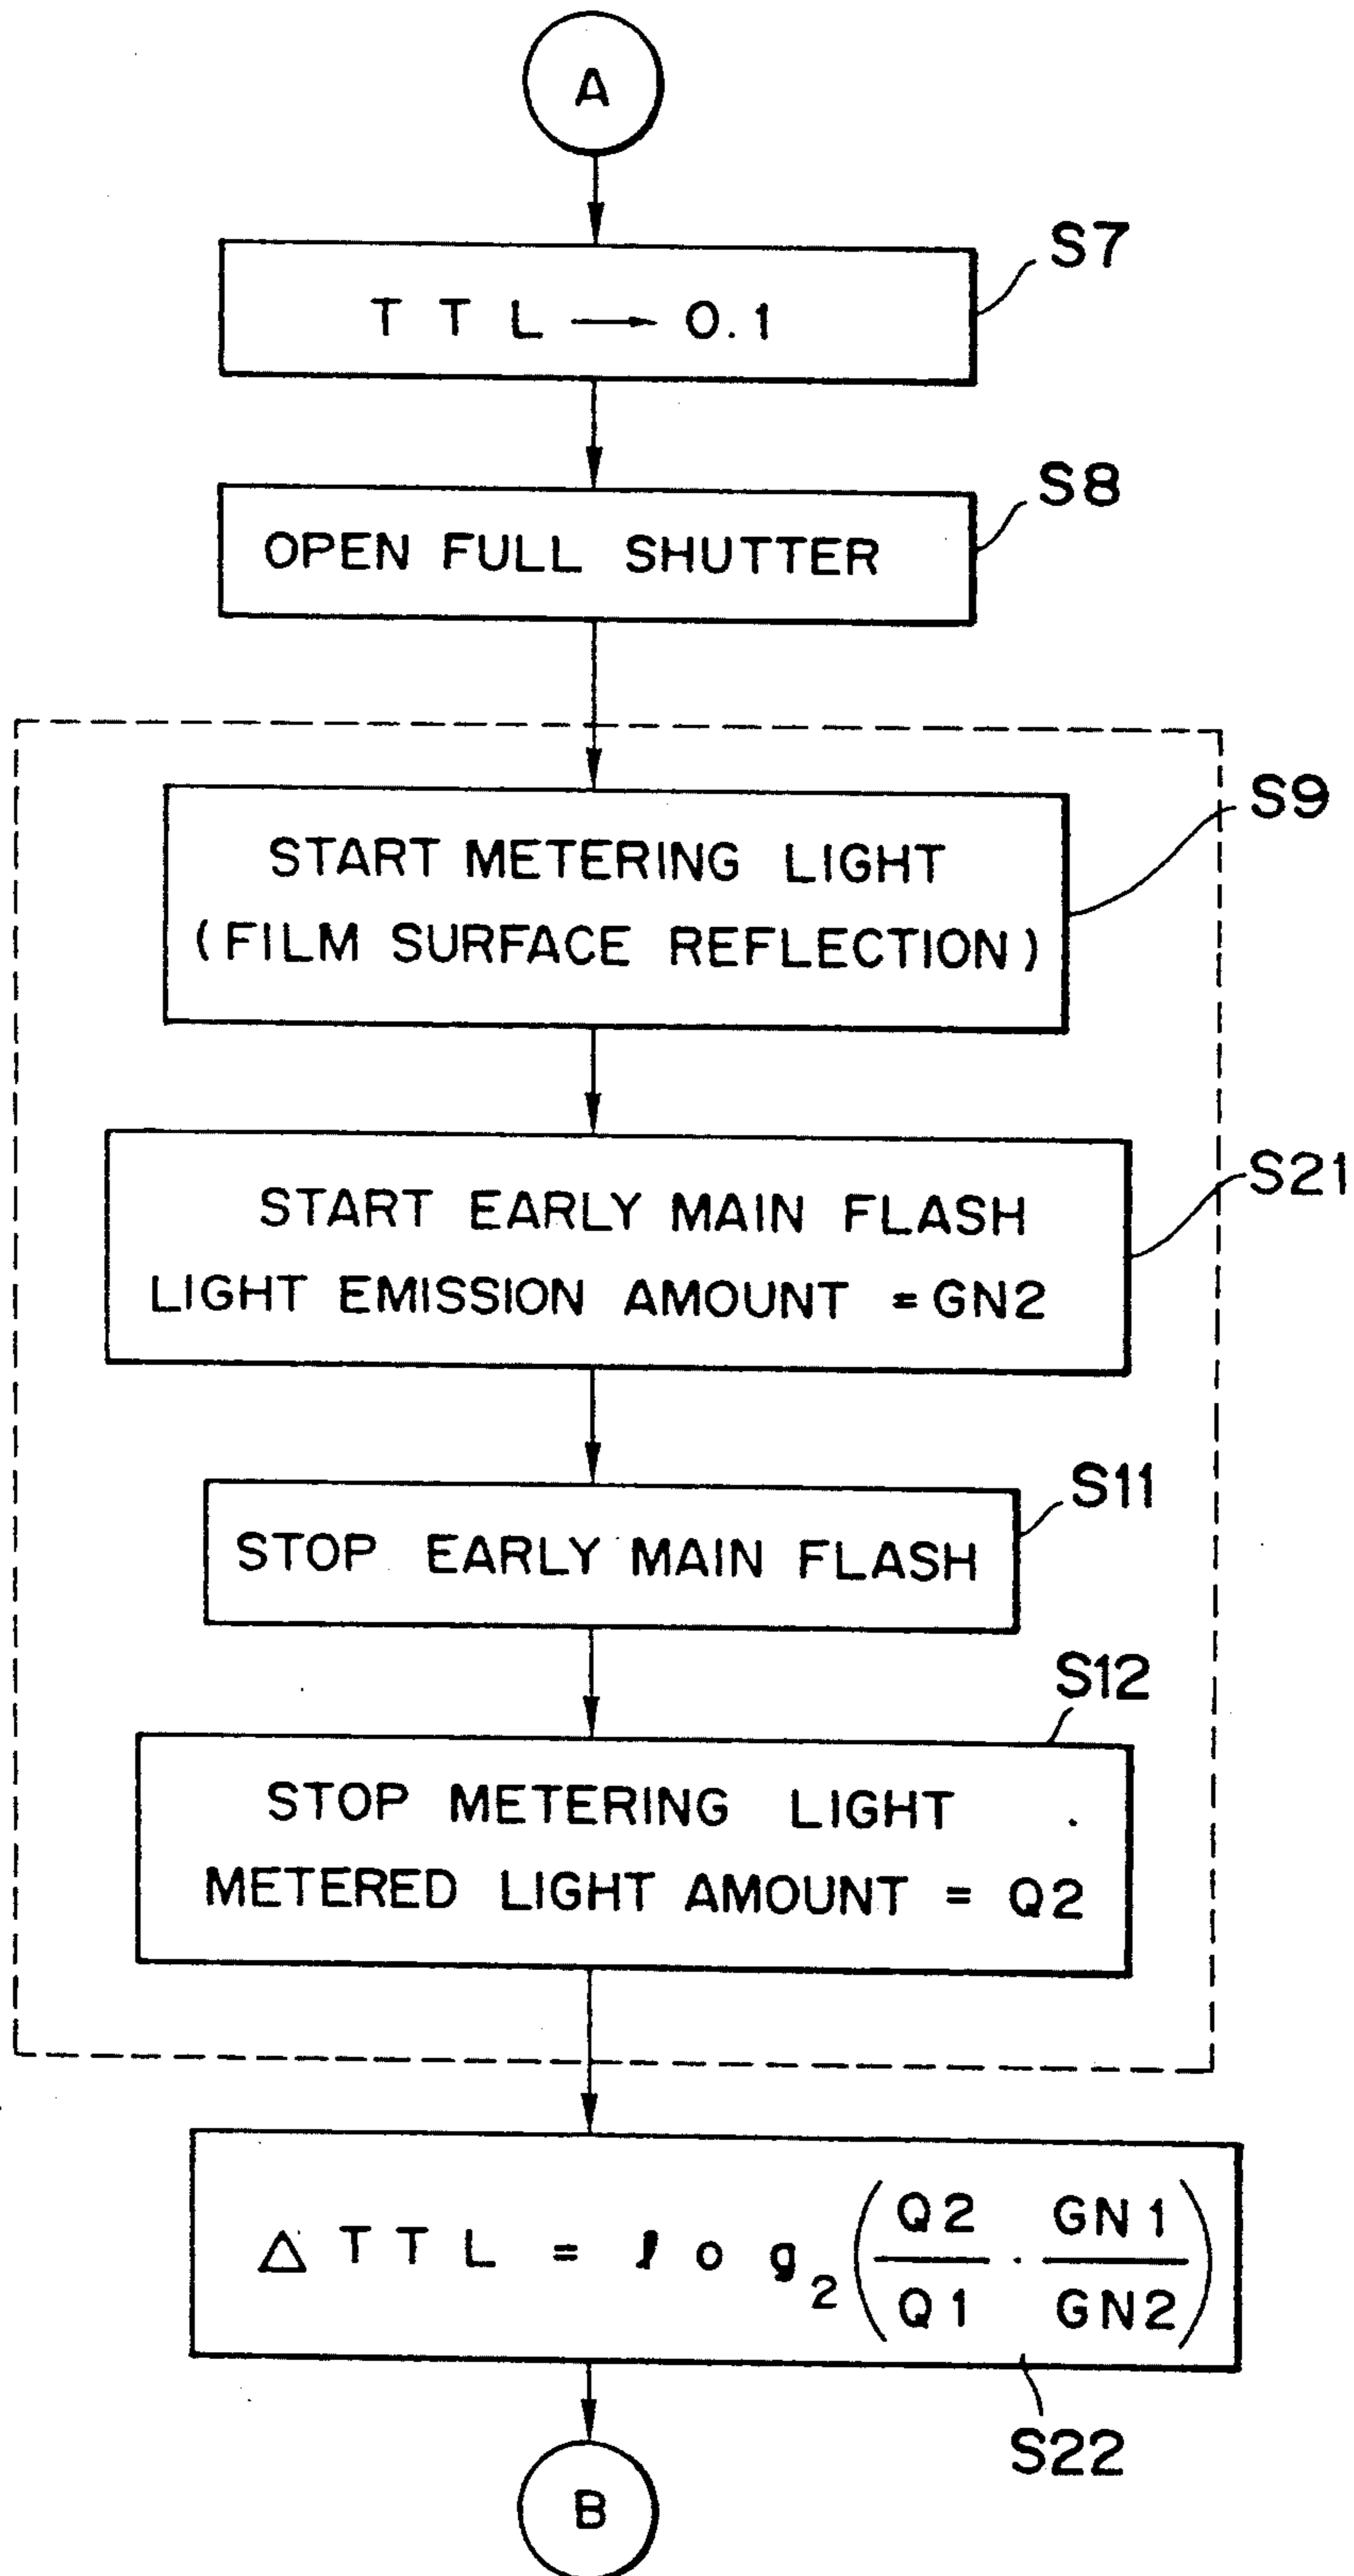 A
S7
T T L → 0.1
S8
OPEN FULL SHUTTER
S9
START METERING LIGHT
(FILM SURFACE REFLECTION)
S21
START EARLY MAIN FLASH
LIGHT EMISSION AMOUNT = GN2
S11
STOP EARLY MAIN FLASH
S12
STOP METERING LIGHT
METERED LIGHT AMOUNT = Q2
△ T T L = log2 (Q2/Q1 · GN1/GN2)
S22
B